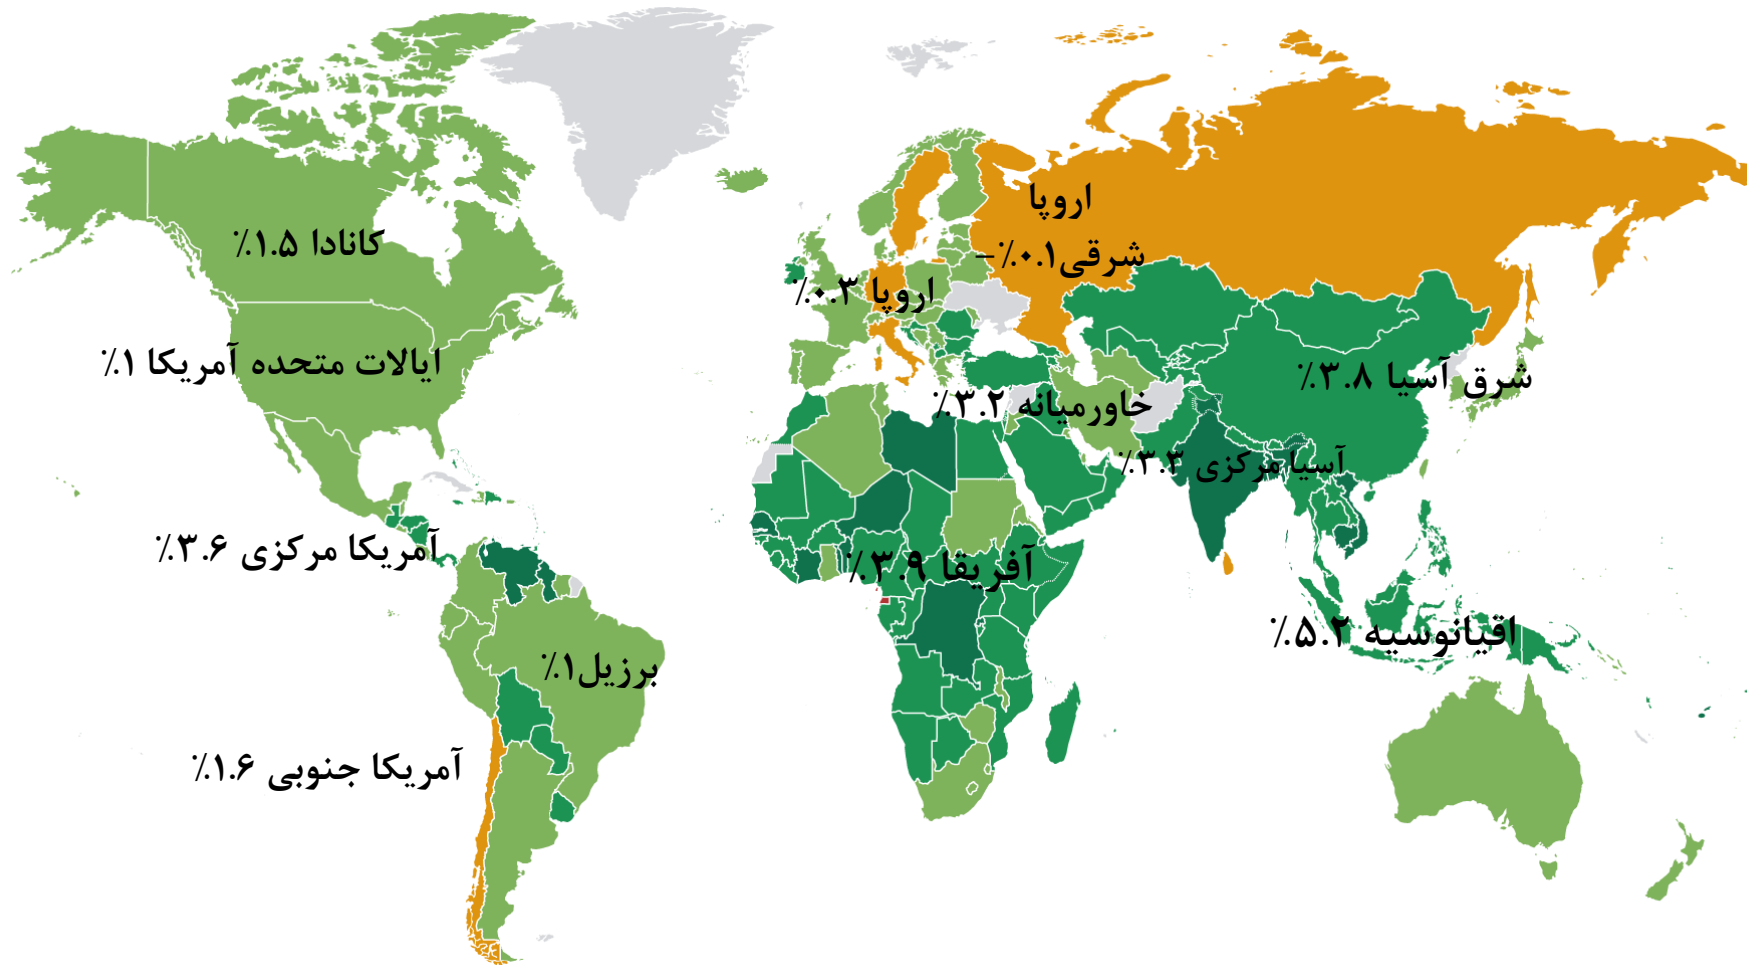 اروپا
شرقی۰.۱٪-
کانادا ۱.۵٪
اروپا ۰.۳٪
ایالات متحده آمریکا ۱٪
شرق آسیا ۳.۸٪
خاورمیانه ۳.۲٪
آسیا مرکزی ۳.۳٪
آمریکا مرکزی ۳.۶٪
آفریقا ۳.۹٪
اقیانوسیه ۵.۲٪
برزیل۱٪
آمریکا جنوبی ۱.۶٪